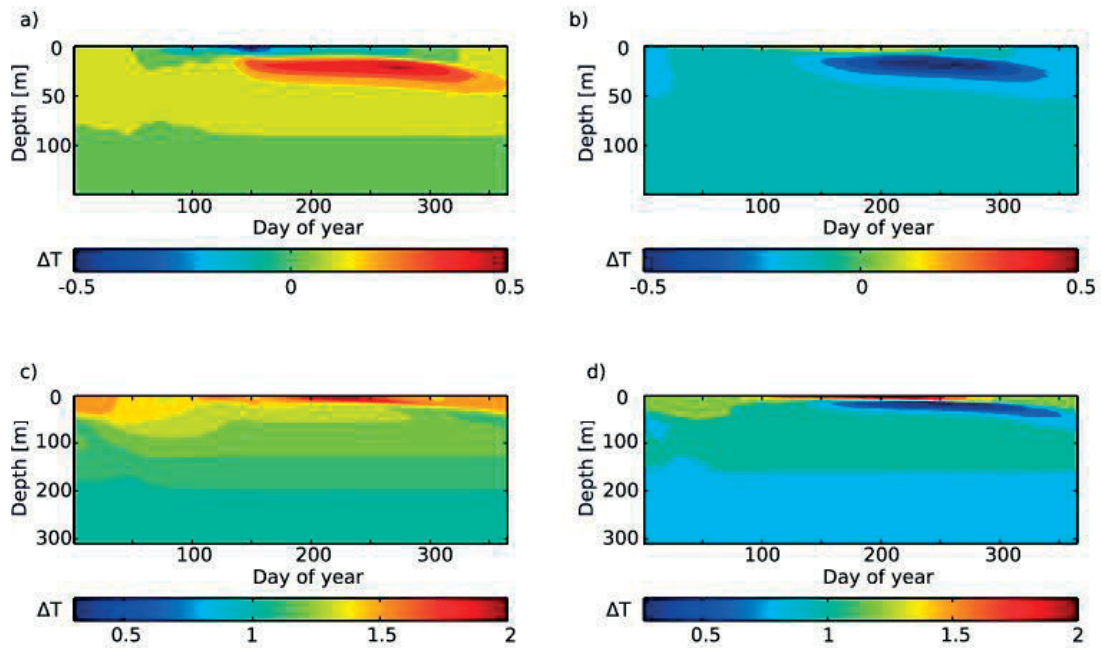 a)
0
50
100
Depth [m]
100 200 300
Day of year
ΔT
-0.5 0 0.5
b)
0
50
100
Depth [m]
100 200 300
Day of year
ΔT
-0.5 0 0.5
c)
0
100
200
300
Depth [m]
100 200 300
Day of year
ΔT
0.5 1 1.5 2
d)
0
100
200
300
Depth [m]
100 200 300
Day of year
ΔT
0.5 1 1.5 2